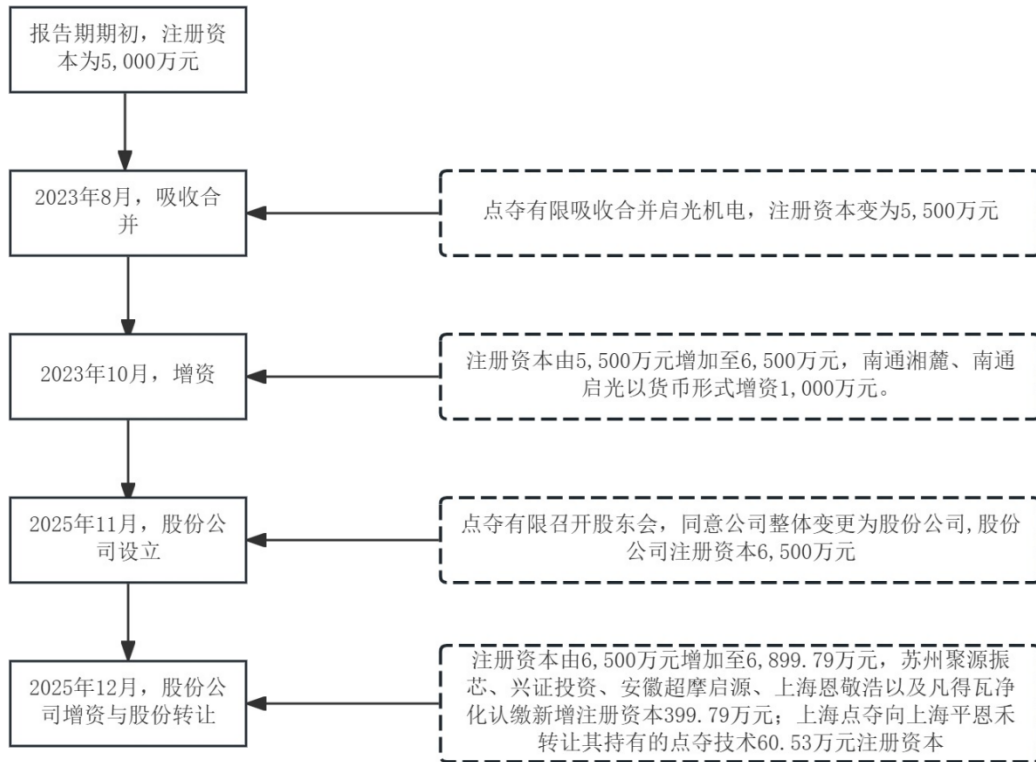 报告期期初，注册资
本为5,000万元
2023年8月，吸收合
并
点夺有限吸收合并启光机电，注册资本变为5,500万元
2023年10月，增资
注册资本由5,500万元增加至6,500万元，南通湘麓、南通
启光以货币形式增资1,000万元。
2025年11月，股份公
司设立
点夺有限召开股东会，同意公司整体变更为股份公司,股份
公司注册资本6,500万元
2025年12月，股份公
司增资与股份转让
注册资本由6,500万元增加至6,899.79万元，苏州聚源振
芯、兴证投资、安徽超摩启源、上海恩敬浩以及凡得瓦净
化认缴新增注册资本399.79万元；上海点夺向上海平恩禾
转让其持有的点夺技术60.53万元注册资本